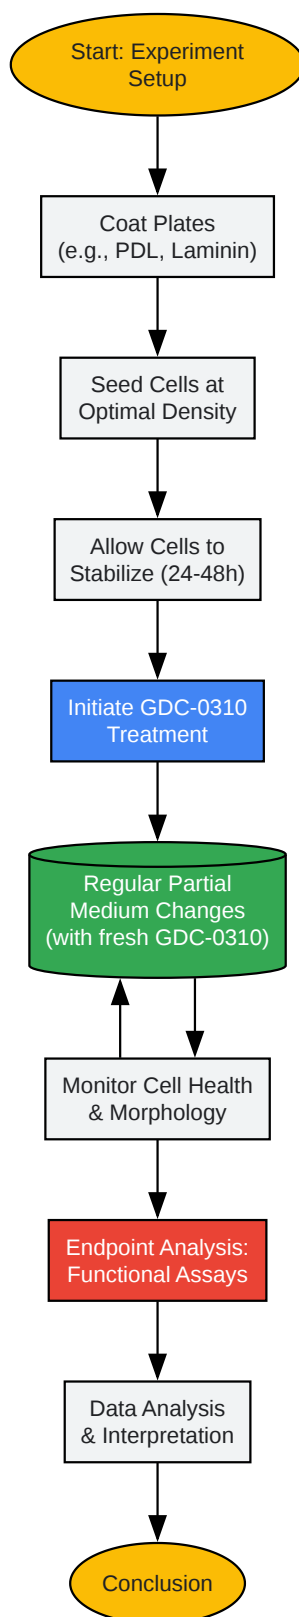 Start: Experiment
Setup
Coat Plates
(e.g., PDL, Laminin)
Seed Cells at
Optimal Density
Allow Cells to
Stabilize (24-48h)
Initiate GDC-0310
Treatment
Regular Partial
Medium Changes
(with fresh GDC-0310)
Monitor Cell Health
& Morphology
Endpoint Analysis:
Functional Assays
Data Analysis
& Interpretation
Conclusion